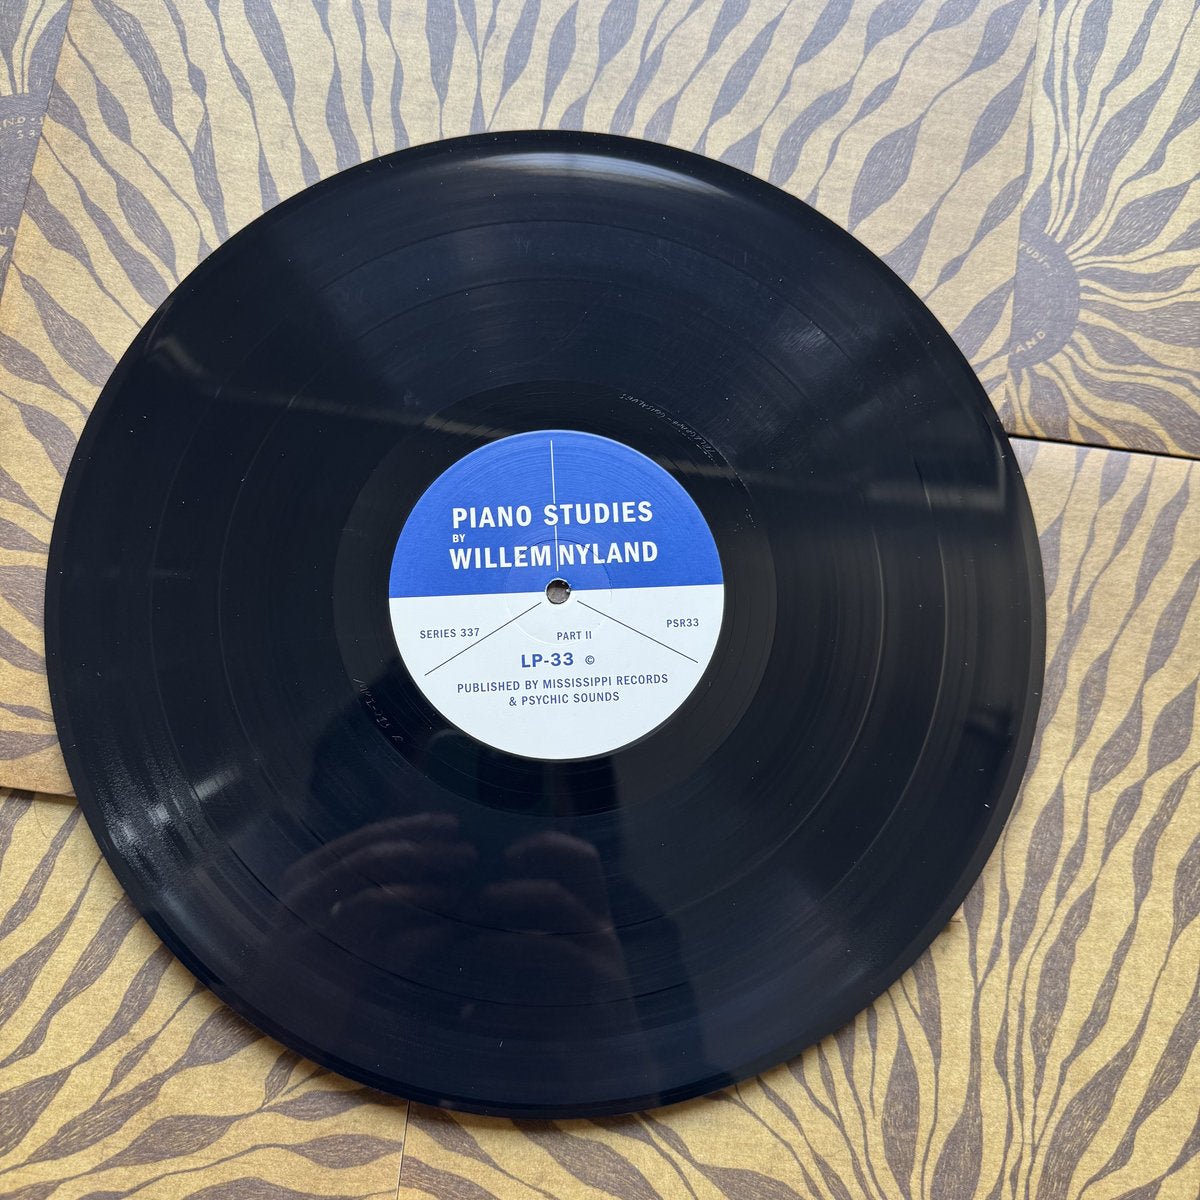 PIANO STUDIES
BY
WILLEM NYLAND
SERIES 337
PART II
PSR33
LP-33 ©
PUBLISHED BY MISSISSIPPI RECORDS
& PSYCHIC SOUNDS